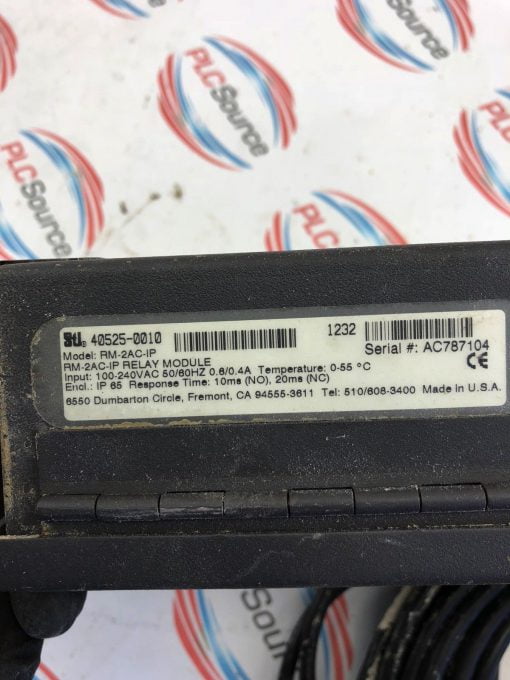 STI® 40525-0010
1232
Model: RM-2AC-IP
Serial #: AC787104
RM-2AC-IP RELAY MODULE
Input: 100-240VAC 50/60HZ 0.6/0.4A Temperature: 0-55 °C
CE
Encl.: IP 65 Response Time: 10ms (NO), 20ms (NC)
6550 Dumbarton Circle, Fremont, CA 94555-3611 Tel: 510/608-3400 Made In U.S.A.
PLCSource
PLCSource
PLCSource
PLCSource